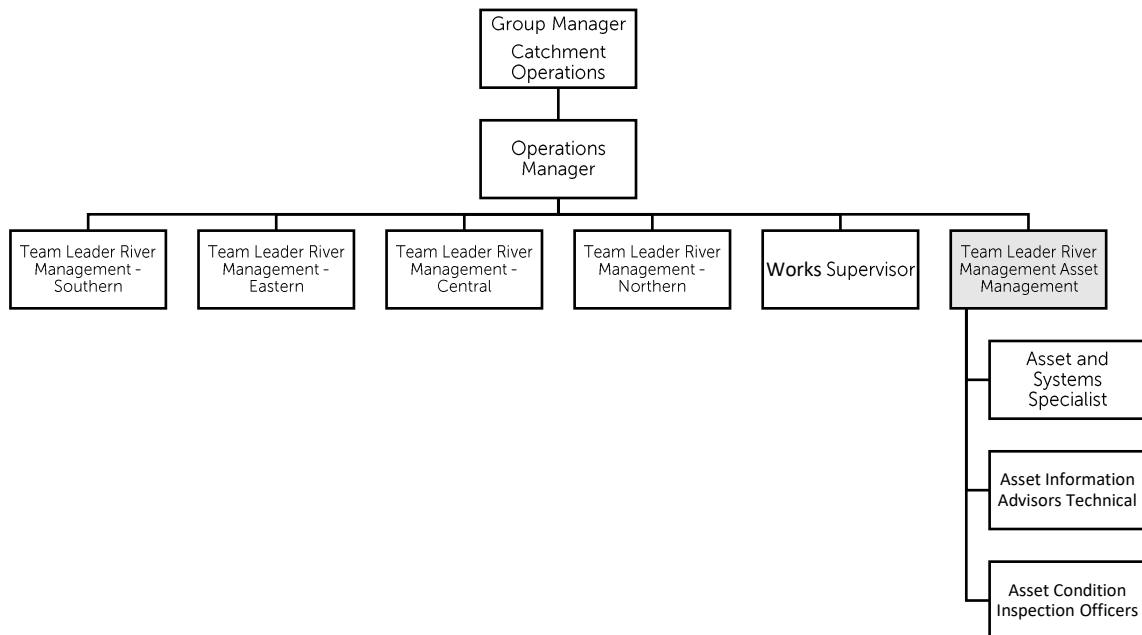 Group Manager
Catchment
Operations
Operations
Manager
Team Leader River
Management -
Southern
Team Leader River
Management -
Eastern
Team Leader River
Management -
Central
Team Leader River
Management -
Northern
Works Supervisor
Team Leader River
Management Asset
Management
Asset and
Systems
Specialist
Asset Information
Advisors Technical
Asset Condition
Inspection Officers